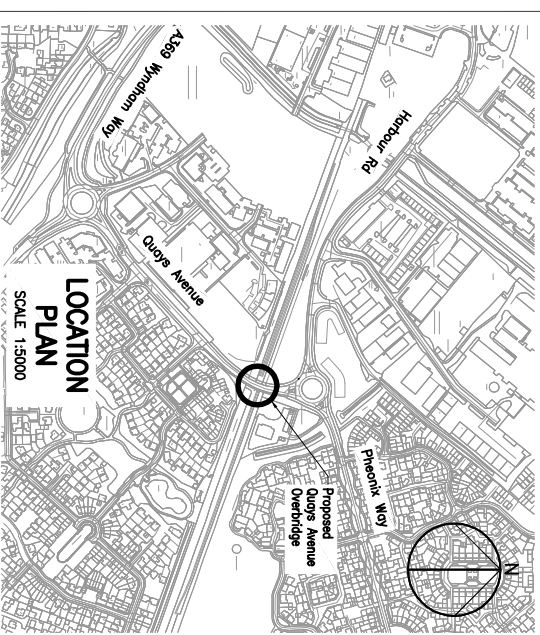 A369 Wyndham Way
Harbour Rd
Quays Avenue
LOCATION
PLAN
SCALE 1:5000
Pheonix Way
Proposed
Quays Avenue
Overbridge
N